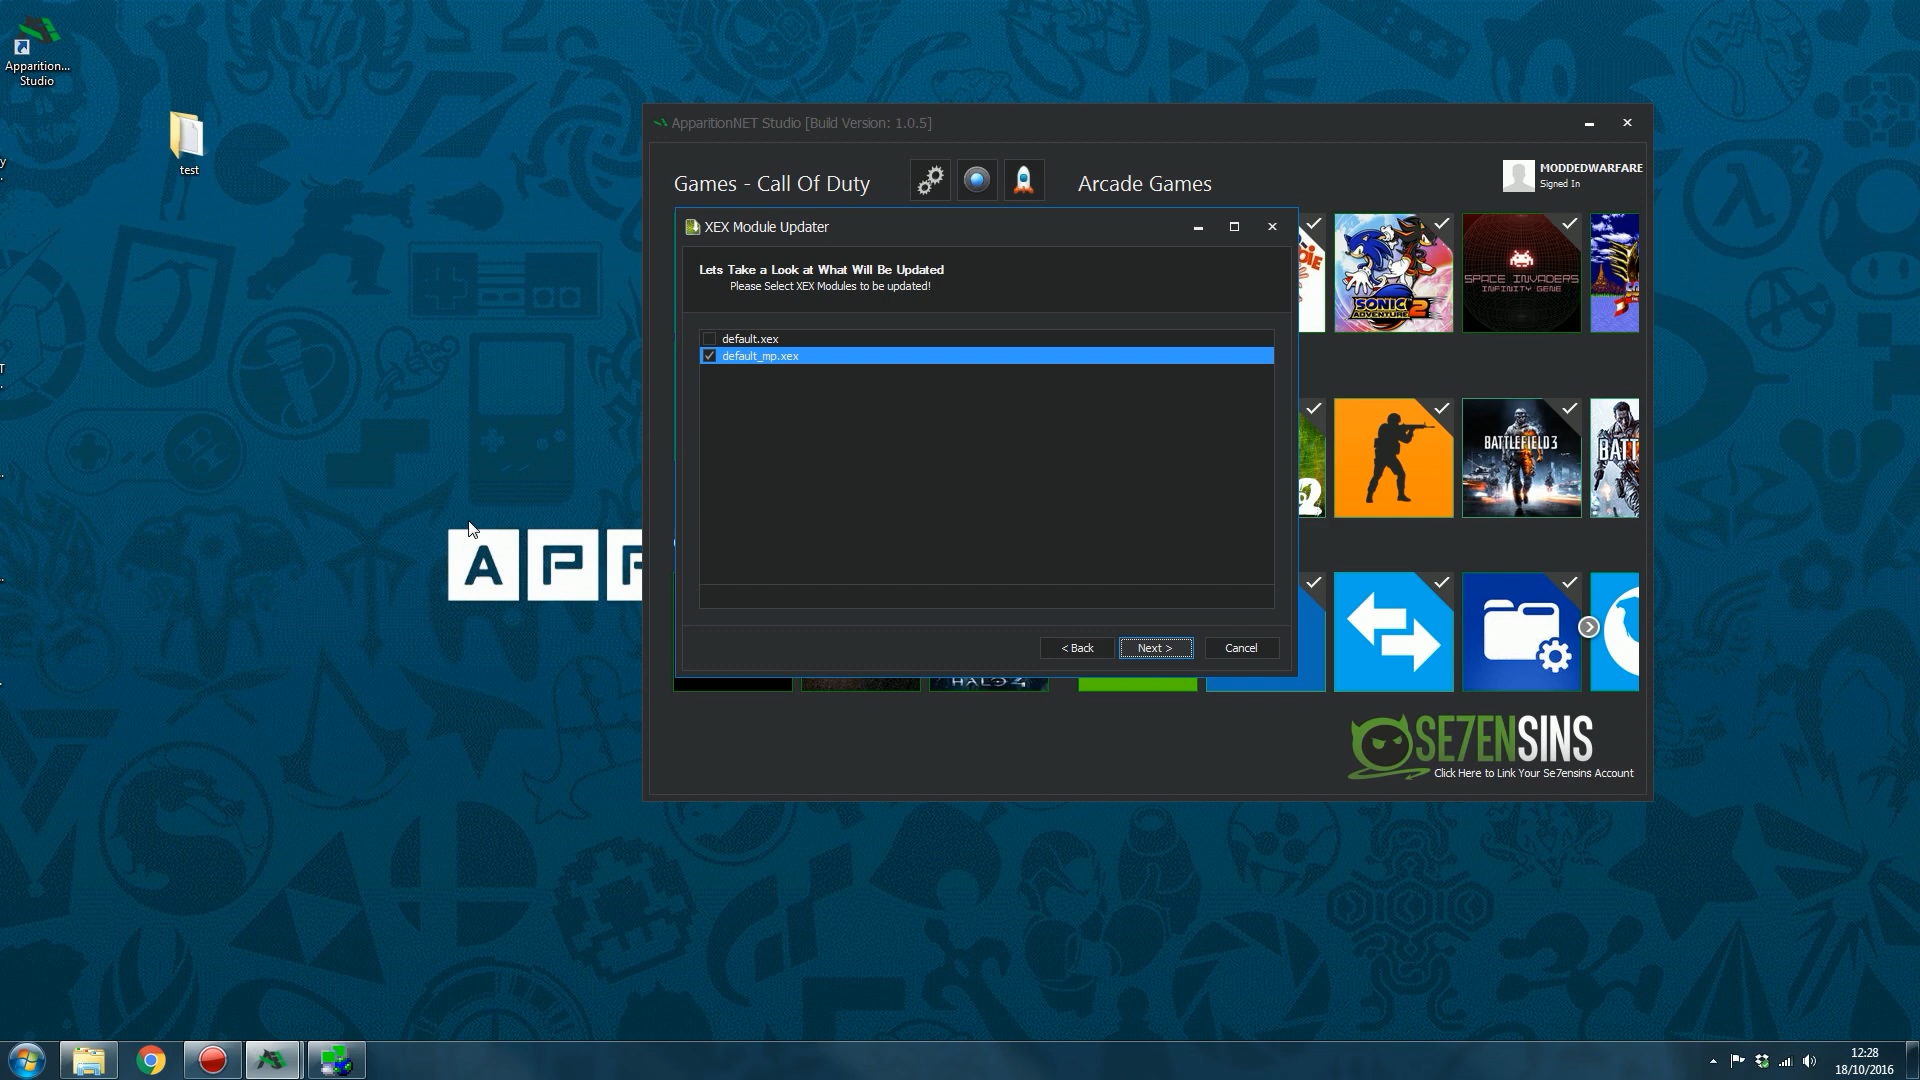 Apparition...
Studio
test
A P
ApparitionNET Studio [Build Version: 1.0.5]
Games - Call Of Duty
Arcade Games
MODDEDWARFARE
Signed In
XEX Module Updater
Lets Take a Look at What Will Be Updated
Please Select XEX Modules to be updated!
default.xex
default_mp.xex
< Back
Next >
Cancel
SONIC
ADVENTURE 2
SPACE INVADERS
INFINITY GENE
2
BATTLEFIELD 3
BATT
HALO 4
SE7ENSINS
Click Here to Link Your Se7ensins Account
12:28
18/10/2016